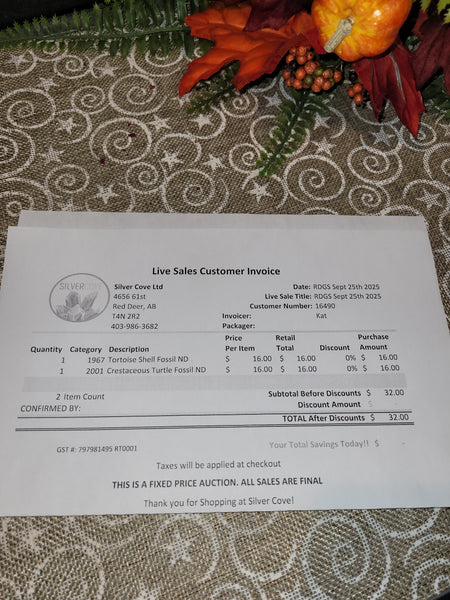 Live Sales Customer Invoice
SILVER COVE
Silver Cove Ltd
4656 61st
Red Deer, AB
T4N 2R2
403-986-3682
Date: RDGS Sept 25th 2025
Live Sale Title: RDGS Sept 25th 2025
Customer Number: 16490
Invoicer: Kat
Packager:
Quantity Category Description Price Per Item Retail Total Discount Purchase Amount
1 1967 Tortoise Shell Fossil ND $ 16.00 $ 16.00 0% $ 16.00
1 2001 Crestaceous Turtle Fossil ND $ 16.00 $ 16.00 0% $ 16.00
2 Item Count
Subtotal Before Discounts $ 32.00
CONFIRMED BY:
Discount Amount $
TOTAL After Discounts $ 32.00
GST #: 797981495 RT0001
Your Total Savings Today!! $ -
Taxes will be applied at checkout
THIS IS A FIXED PRICE AUCTION. ALL SALES ARE FINAL
Thank you for Shopping at Silver Cove!